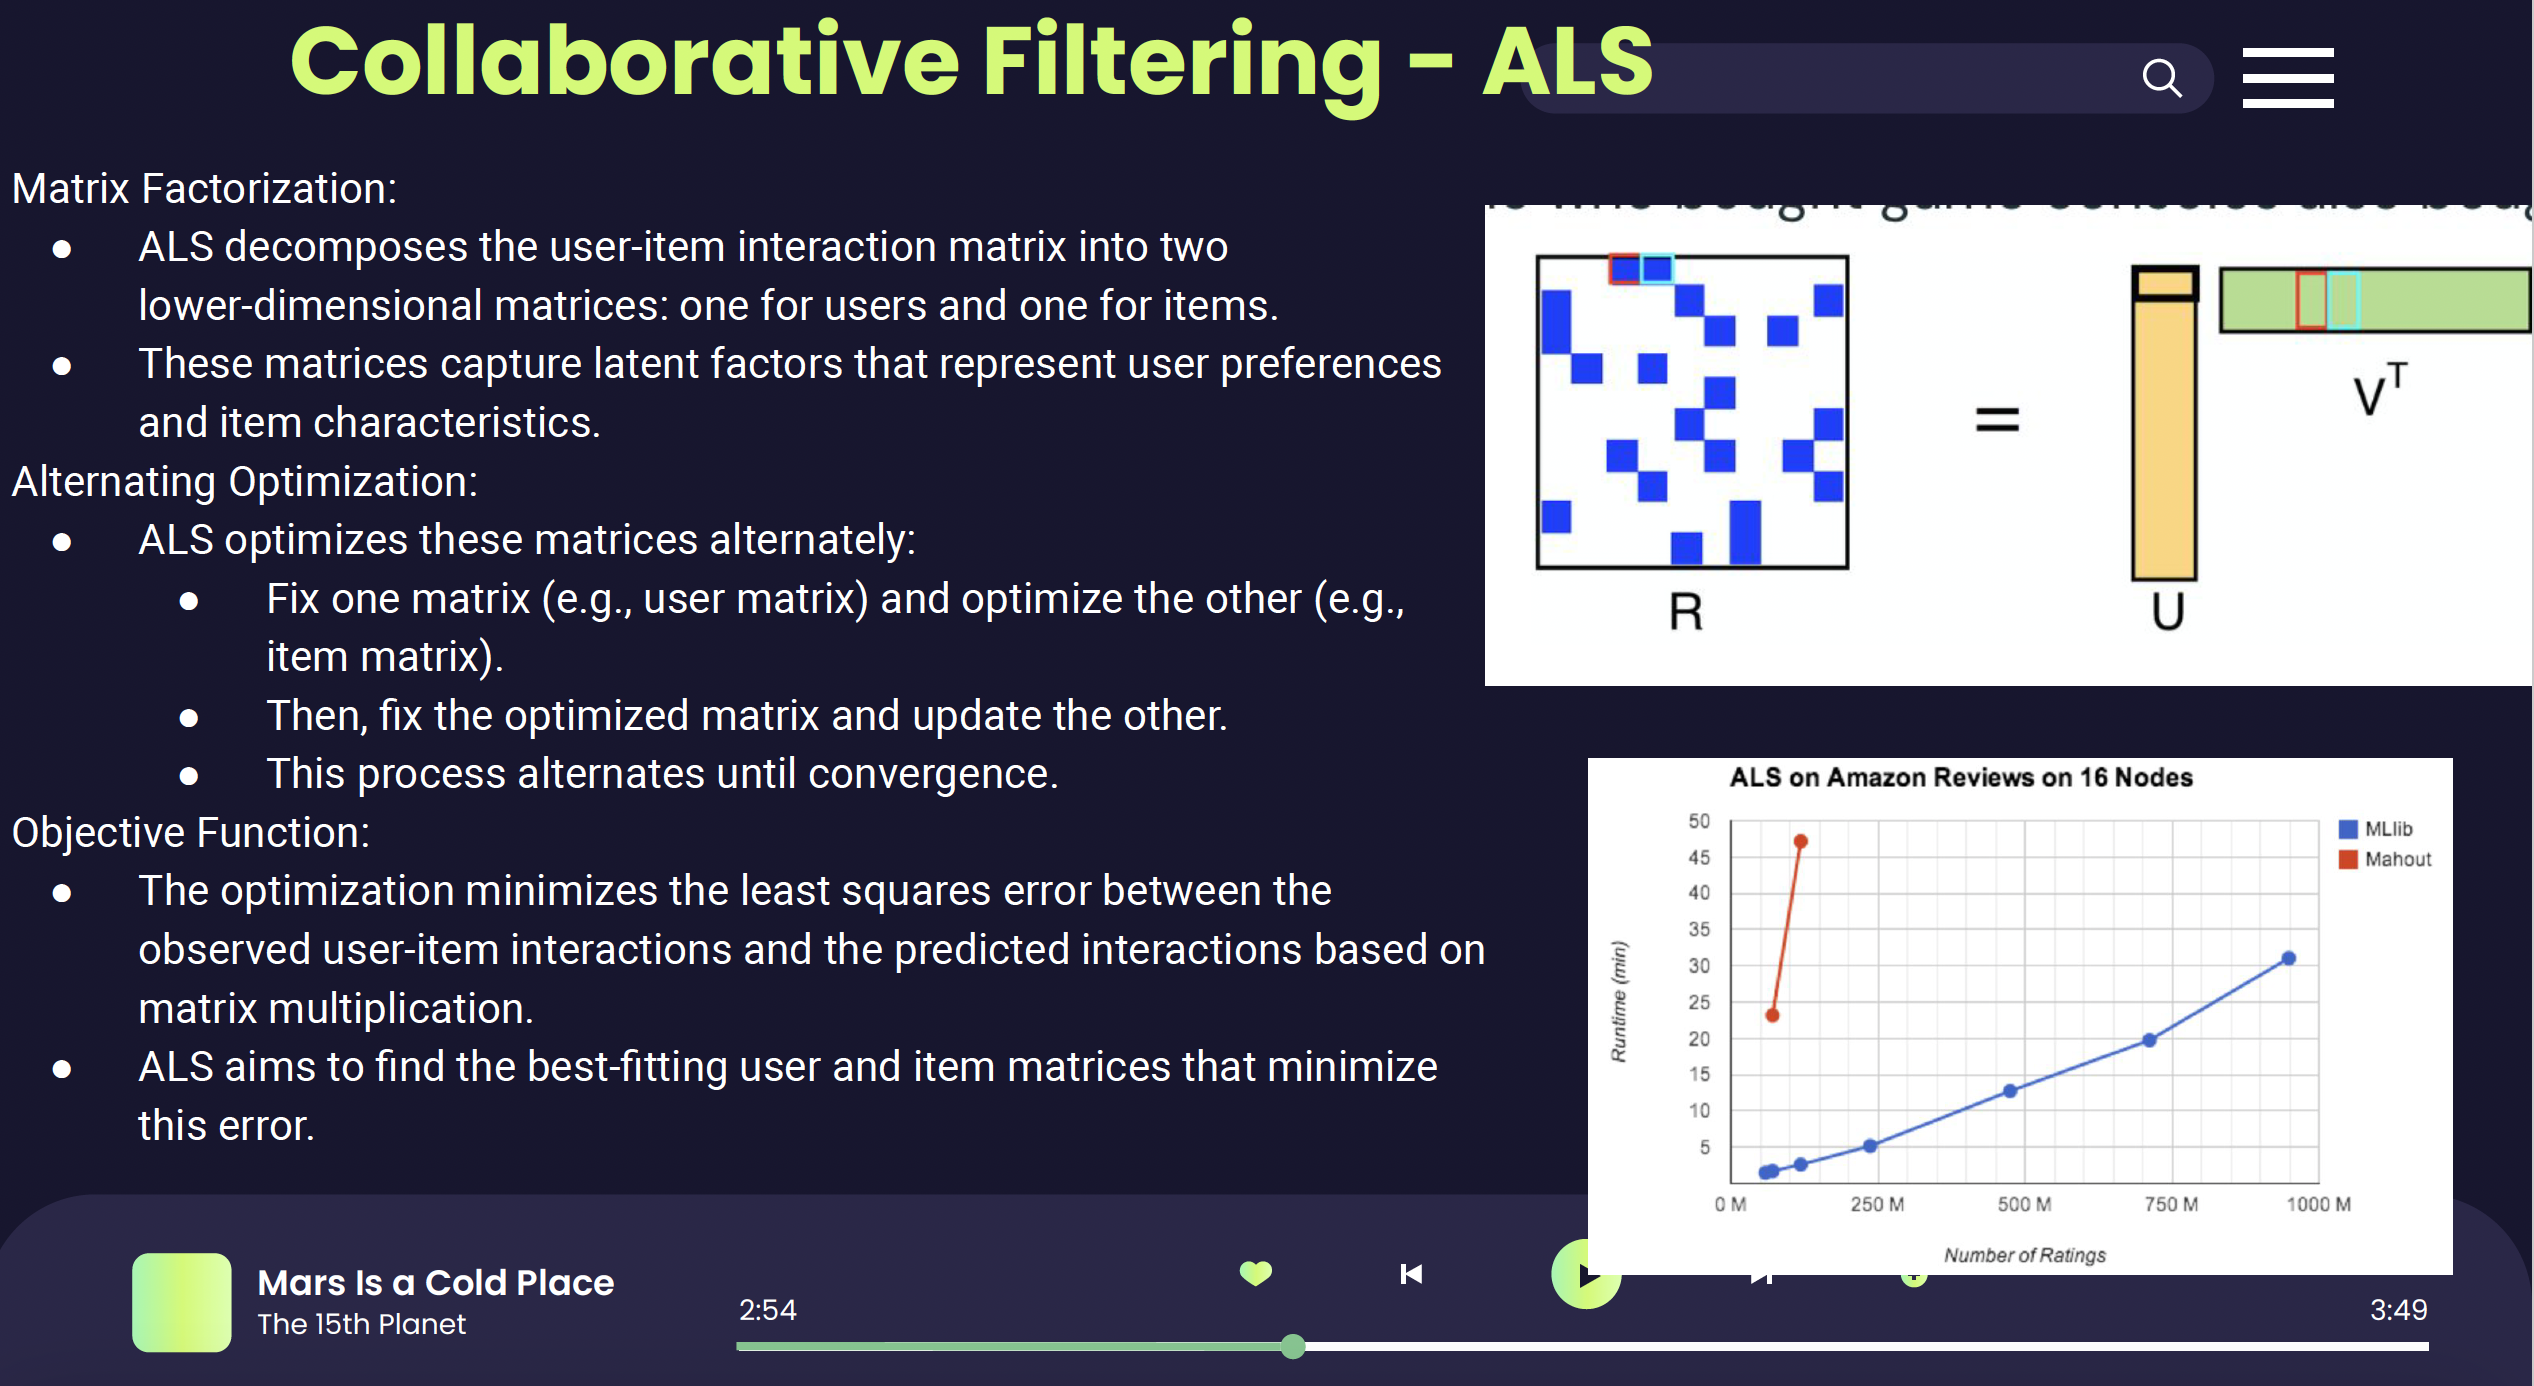 Collaborative Filtering - ALS
Matrix Factorization:
● ALS decomposes the user-item interaction matrix into two
lower-dimensional matrices: one for users and one for items.
● These matrices capture latent factors that represent user preferences
and item characteristics.
Alternating Optimization:
● ALS optimizes these matrices alternately:
● Fix one matrix (e.g., user matrix) and optimize the other (e.g.,
item matrix).
● Then, fix the optimized matrix and update the other.
● This process alternates until convergence.
Objective Function:
● The optimization minimizes the least squares error between the
observed user-item interactions and the predicted interactions based on
matrix multiplication.
● ALS aims to find the best-fitting user and item matrices that minimize
this error.
=
V^T
R
U
ALS on Amazon Reviews on 16 Nodes
MLlib
Mahout
Runtime (min)
50
45
40
35
30
25
20
15
10
5
0 M 250 M 500 M 750 M 1000 M
Number of Ratings
Mars Is a Cold Place
The 15th Planet
2:54
3:49